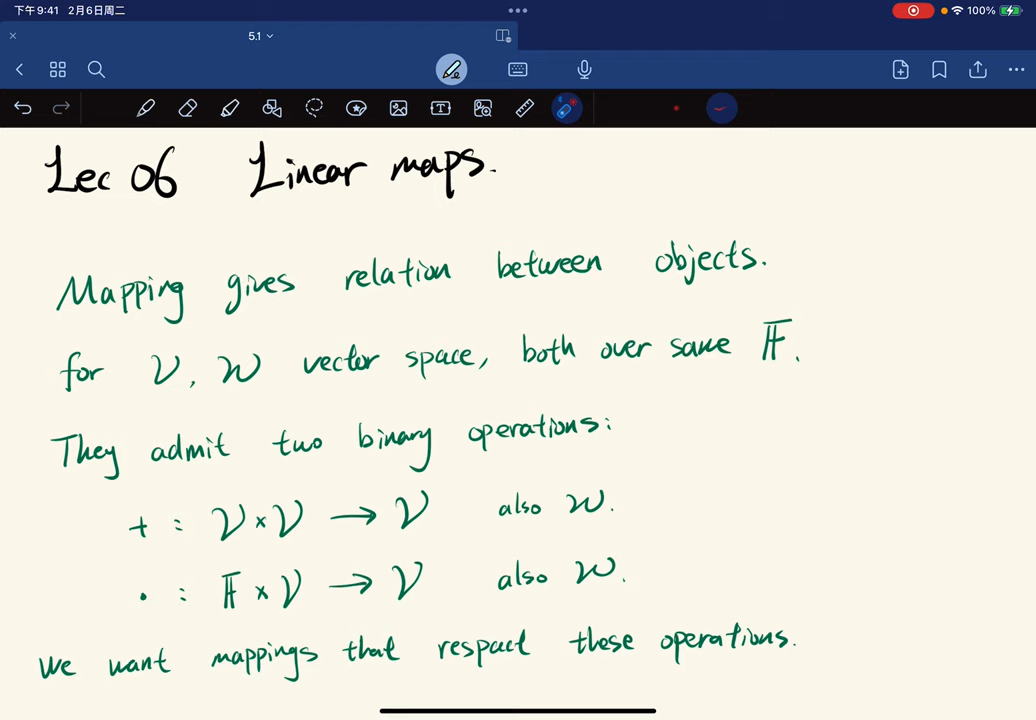 下午9:41 2月6日周二
100%
5.1
Lec 06 Linear maps.
Mapping gives relation between objects.
for V, W vector space, both over same 𝔽.
They admit two binary operations:
+ : V × V → V also W.
· : 𝔽 × V → V also W.
We want mappings that respect these operations.